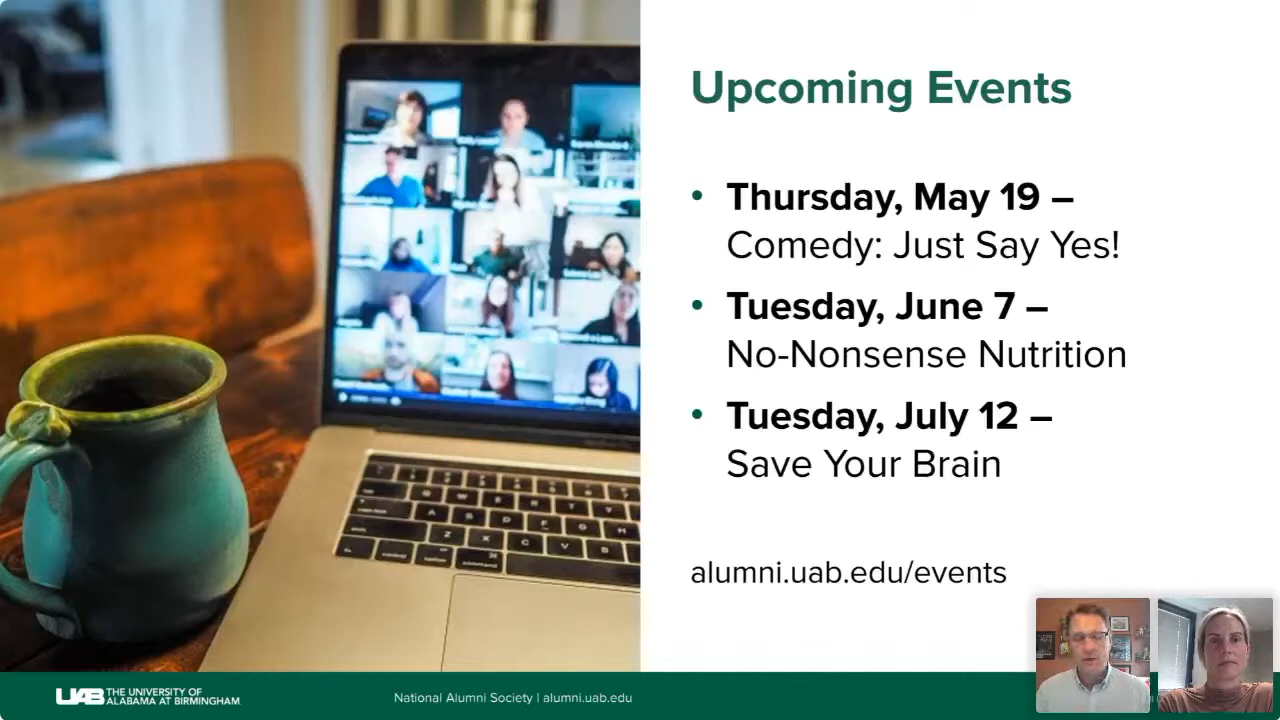 Upcoming Events
• Thursday, May 19 –
Comedy: Just Say Yes!
• Tuesday, June 7 –
No-Nonsense Nutrition
• Tuesday, July 12 –
Save Your Brain
alumni.uab.edu/events
UAB THE UNIVERSITY OF
ALABAMA AT BIRMINGHAM
National Alumni Society | alumni.uab.edu